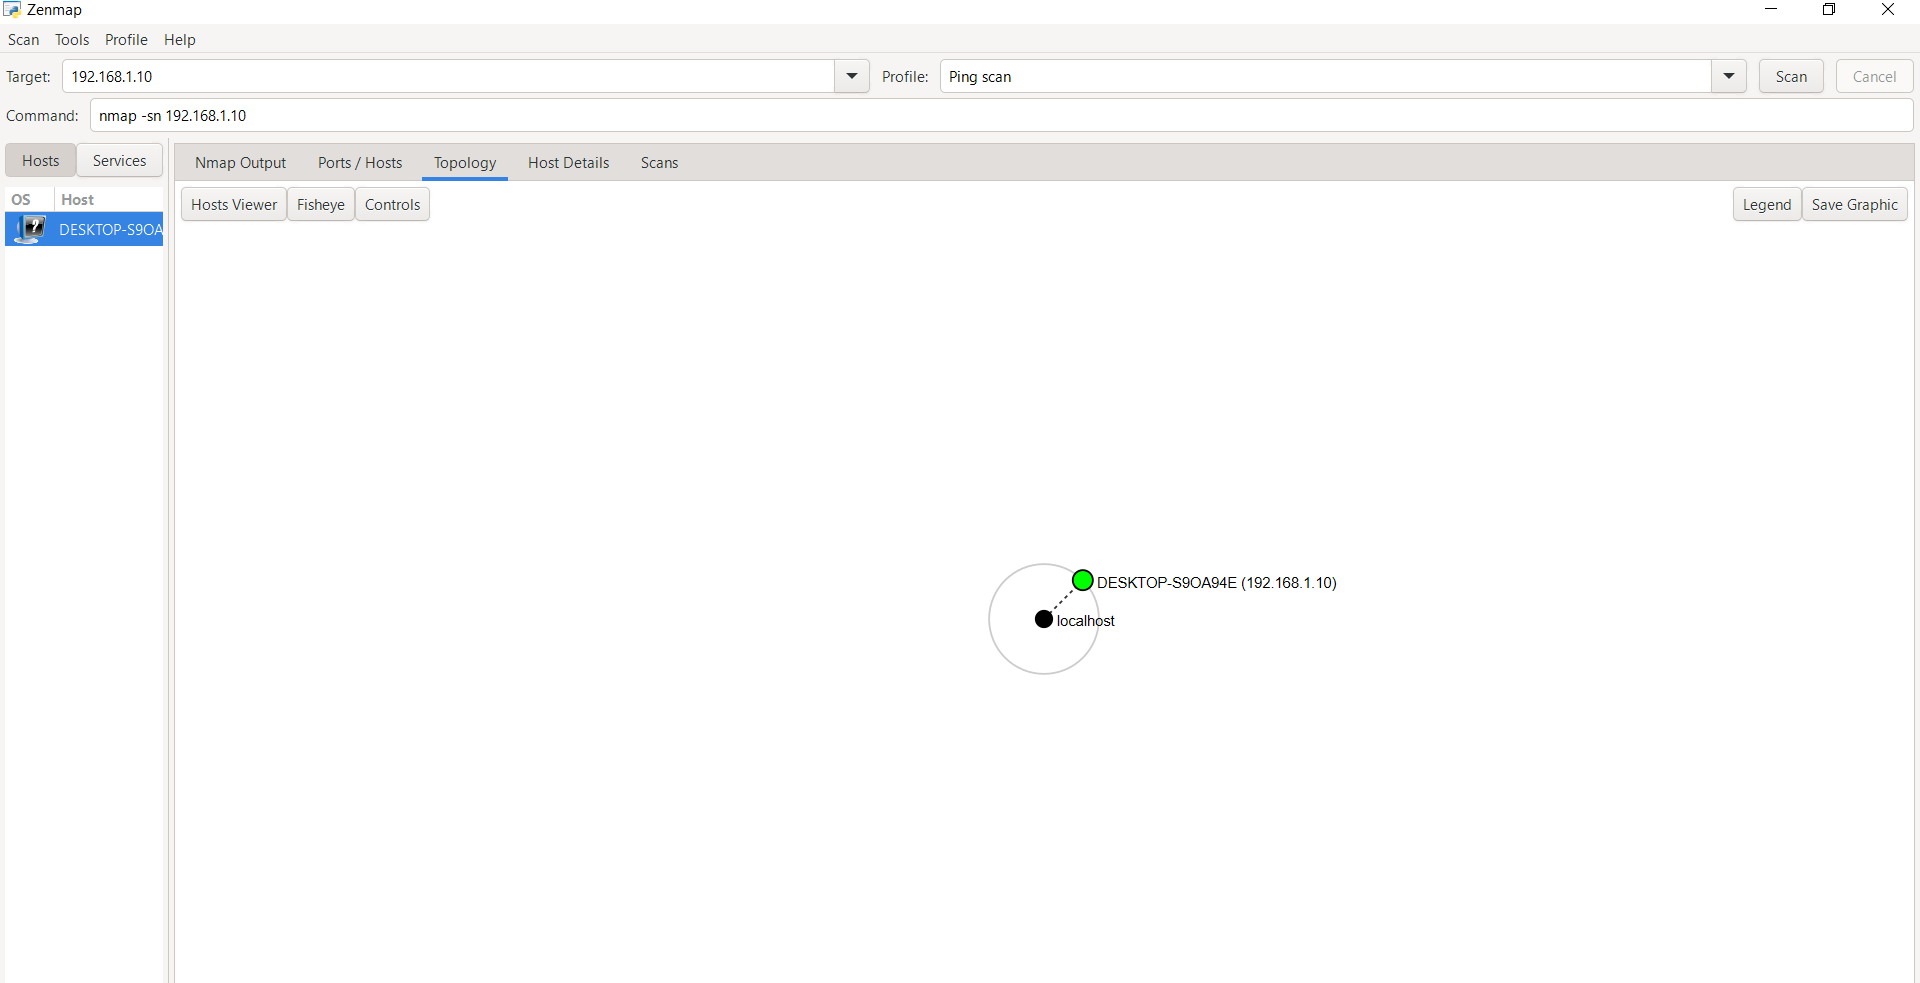 Zenmap
Scan Tools Profile Help
Target: 192.168.1.10 Profile: Ping scan Scan Cancel
Command: nmap -sn 192.168.1.10
Hosts Services Nmap Output Ports / Hosts Topology Host Details Scans
OS Host Hosts Viewer Fisheye Controls Legend Save Graphic
? DESKTOP-S9OA
DESKTOP-S9OA94E (192.168.1.10)
localhost